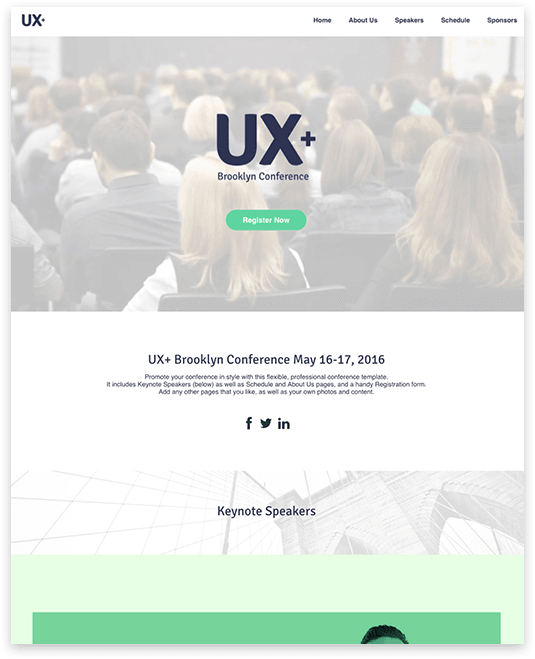 UX+
Home About Us Speakers Schedule Sponsors
UX+
Brooklyn Conference
Register Now
UX+ Brooklyn Conference May 16-17, 2016
Promote your conference in style with this flexible, professional conference template.
It includes Keynote Speakers (below) as well as Schedule and About Us pages, and a handy Registration form.
Add any other pages that you like, as well as your own photos and content.
Keynote Speakers